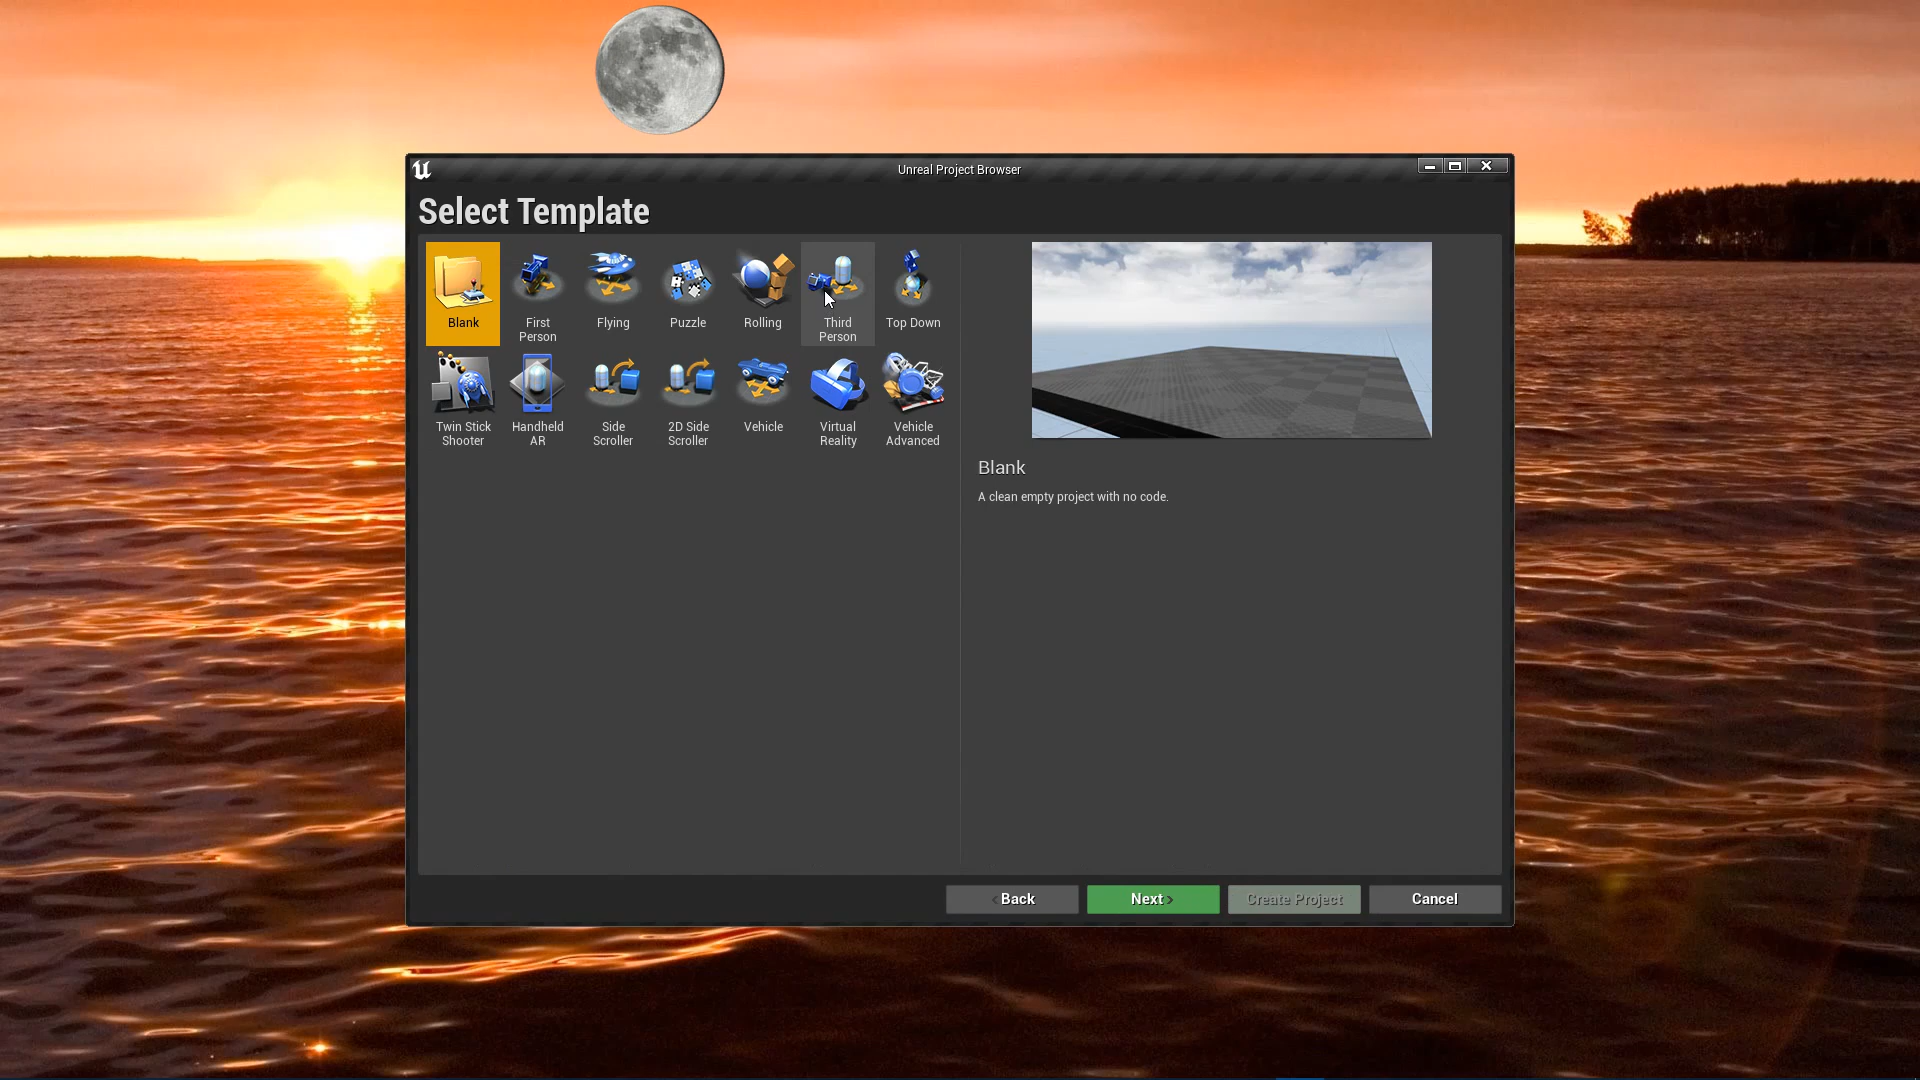 Unreal Project Browser
Select Template
Blank
First
Person
Flying
Puzzle
Rolling
Third
Person
Top Down
Twin Stick
Shooter
Handheld
AR
Side
Scroller
2D Side
Scroller
Vehicle
Virtual
Reality
Vehicle
Advanced
Blank
A clean empty project with no code.
Back
Next
Create Project
Cancel